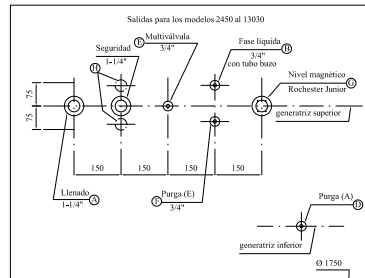 Salidas para los modelos 2450 al 13030
E Multiválvula
3/4"
Seguridad
1-1/4"
Fase líquida
B
3/4"
con tubo buzo
H
Nivel magnético
G
Rochester Junior
75
75
generatriz superior
150 150 150 150
Llenado
A
1-1/4"
Purga (E)
F
3/4"
Purga (A)
D
generatriz inferior
Ø 1750